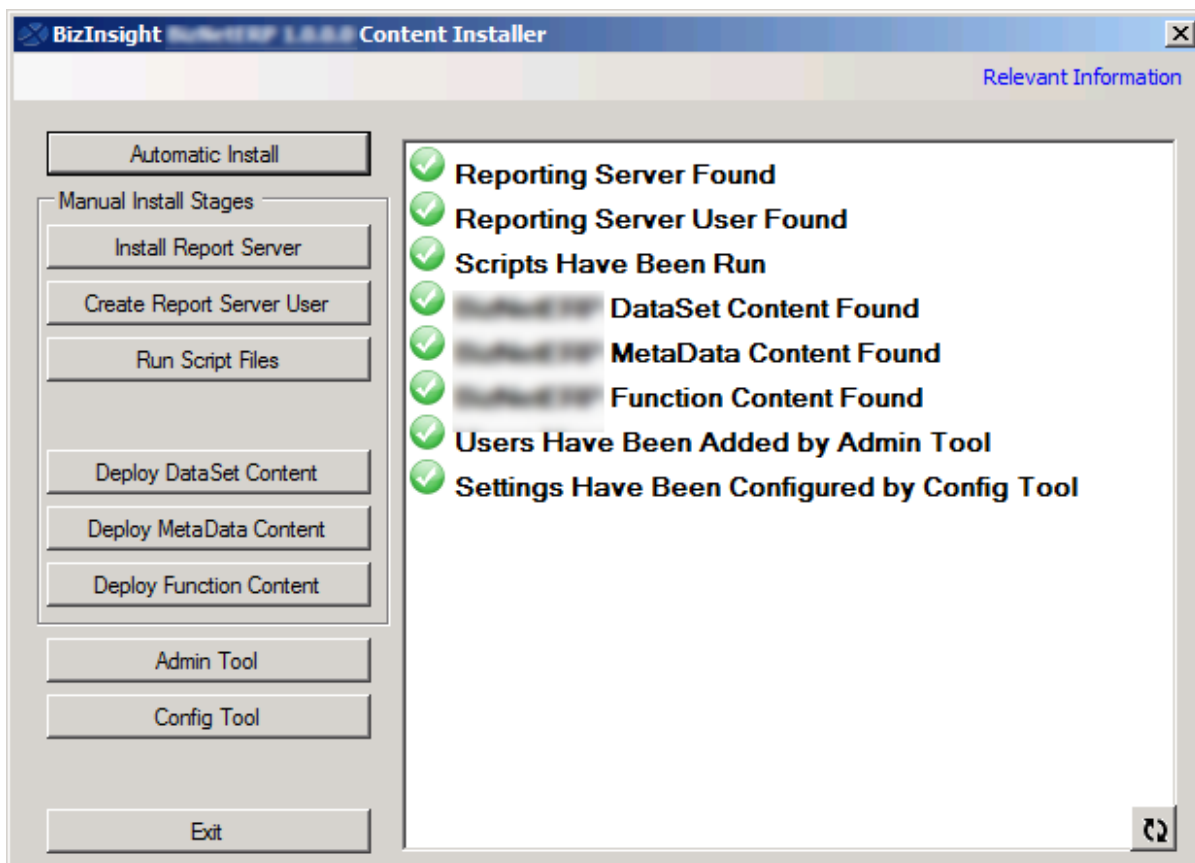 BizInsight Content Installer
Relevant Information
Automatic Install
Manual Install Stages
Install Report Server
Create Report Server User
Run Script Files
Deploy DataSet Content
Deploy MetaData Content
Deploy Function Content
Admin Tool
Config Tool
Exit
Reporting Server Found
Reporting Server User Found
Scripts Have Been Run
DataSet Content Found
MetaData Content Found
Function Content Found
Users Have Been Added by Admin Tool
Settings Have Been Configured by Config Tool